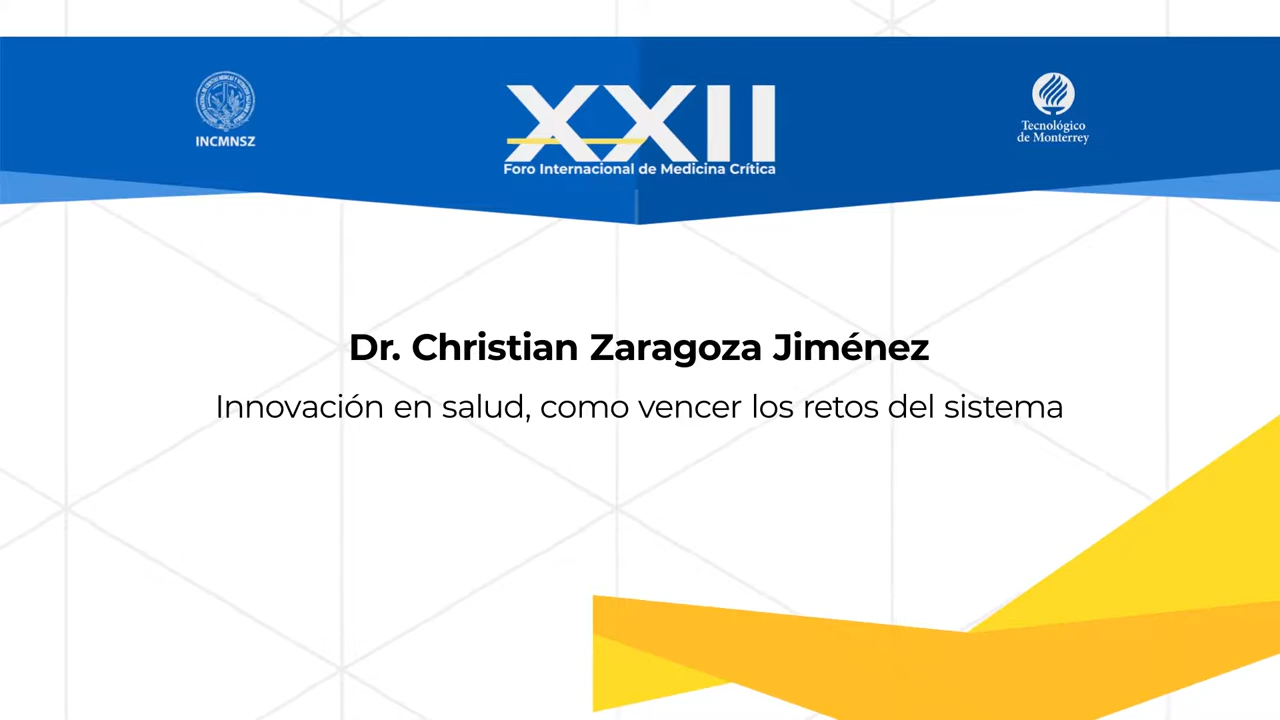 XXII
Foro Internacional de Medicina Crítica
INCMNSZ
Tecnológico
de Monterrey
Dr. Christian Zaragoza Jiménez
Innovación en salud, como vencer los retos del sistema